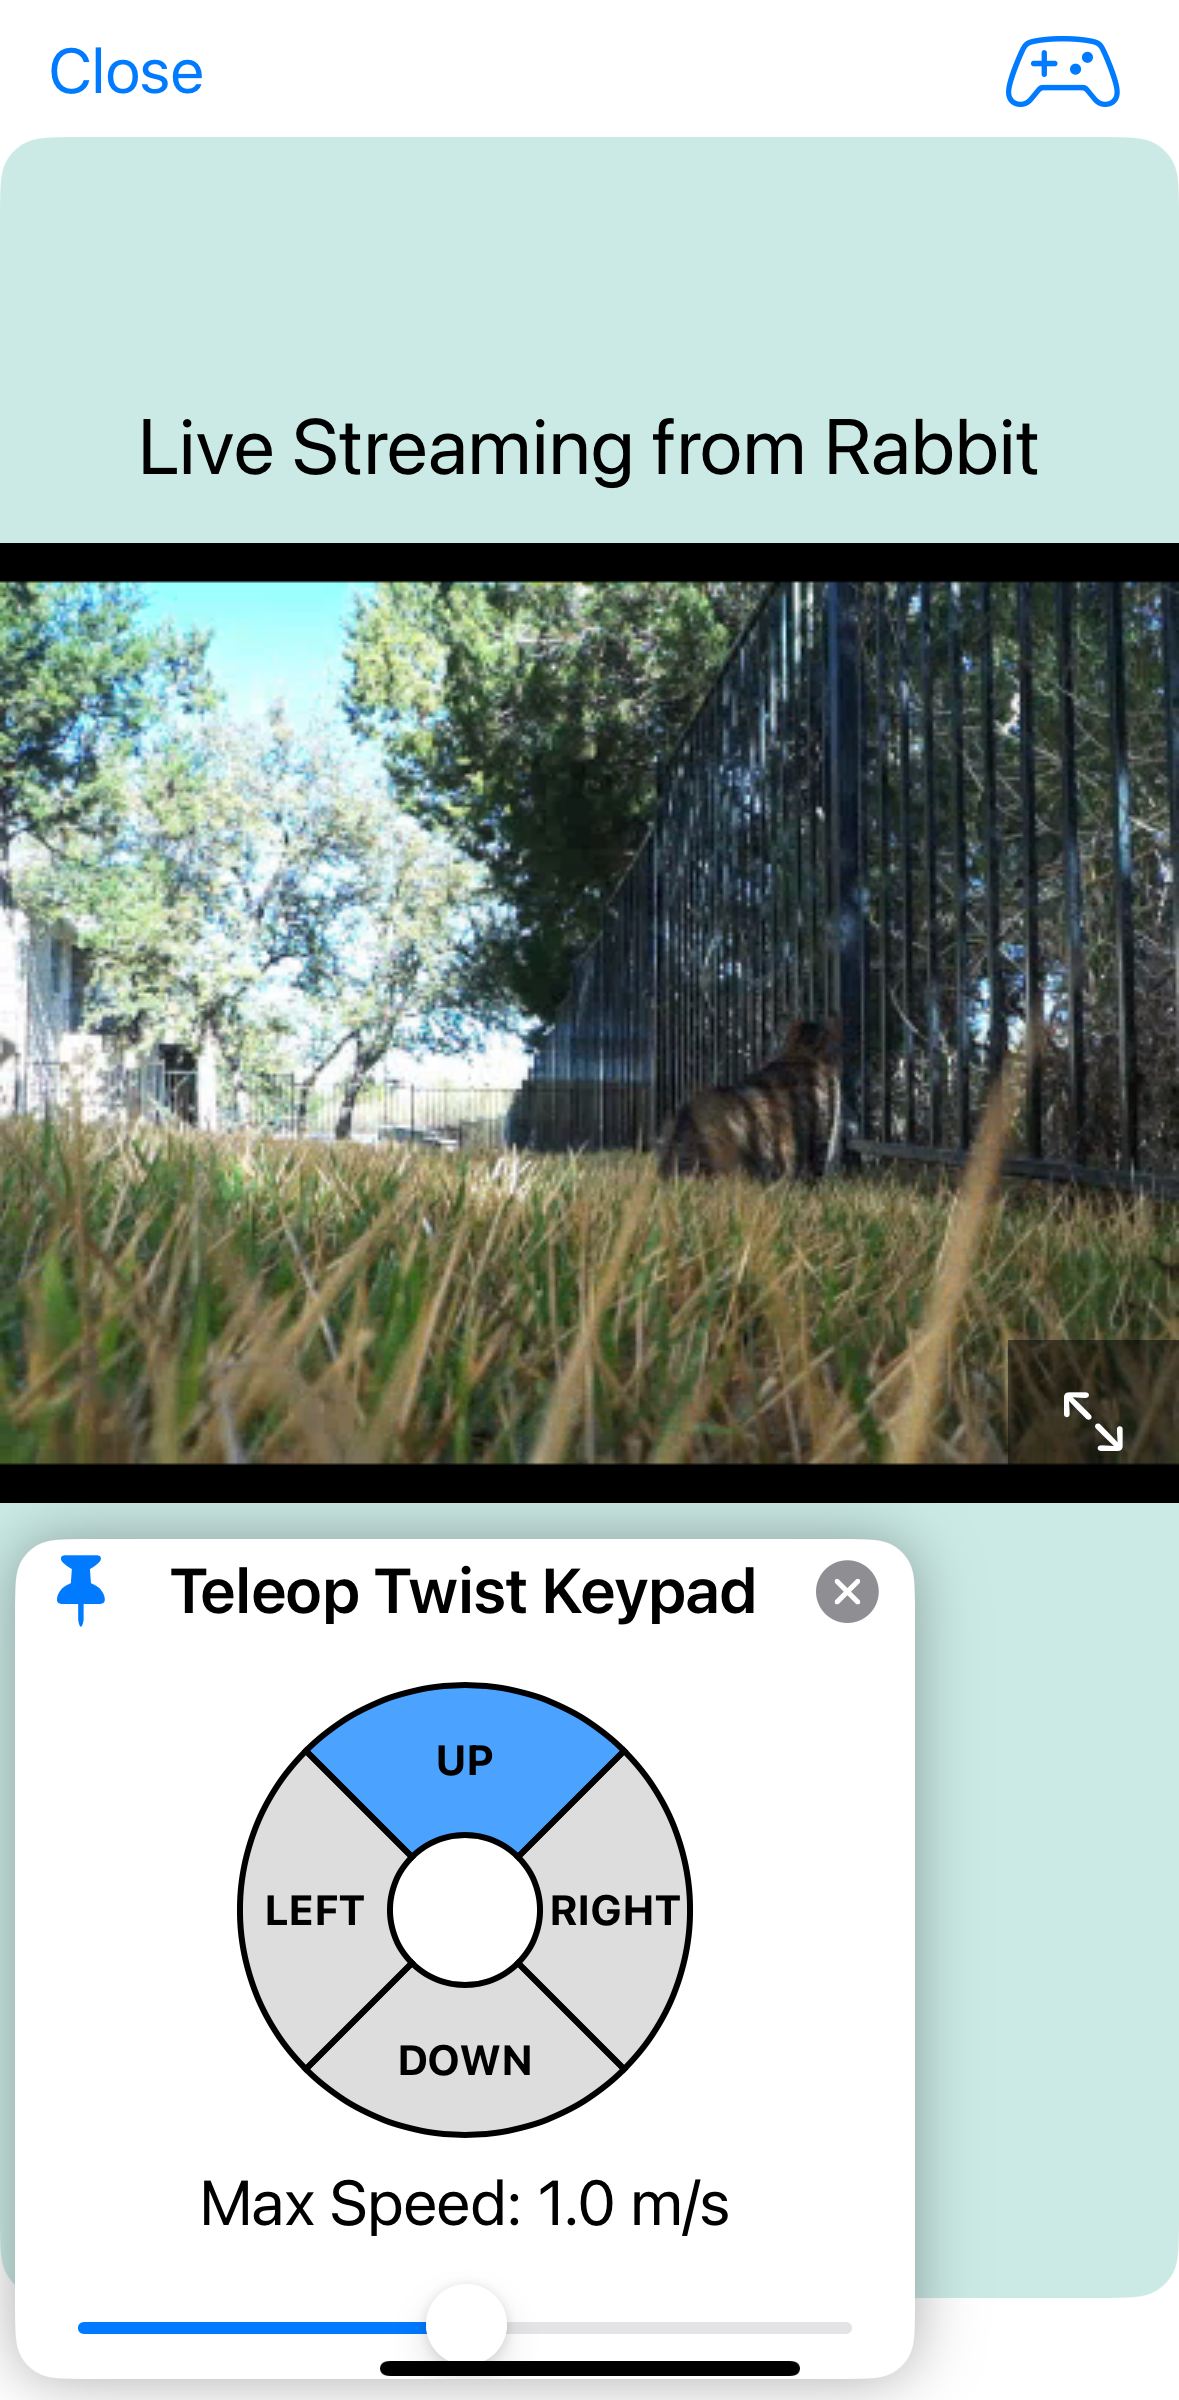 Close
Live Streaming from Rabbit
Teleop Twist Keypad
UP
LEFT
RIGHT
DOWN
Max Speed: 1.0 m/s